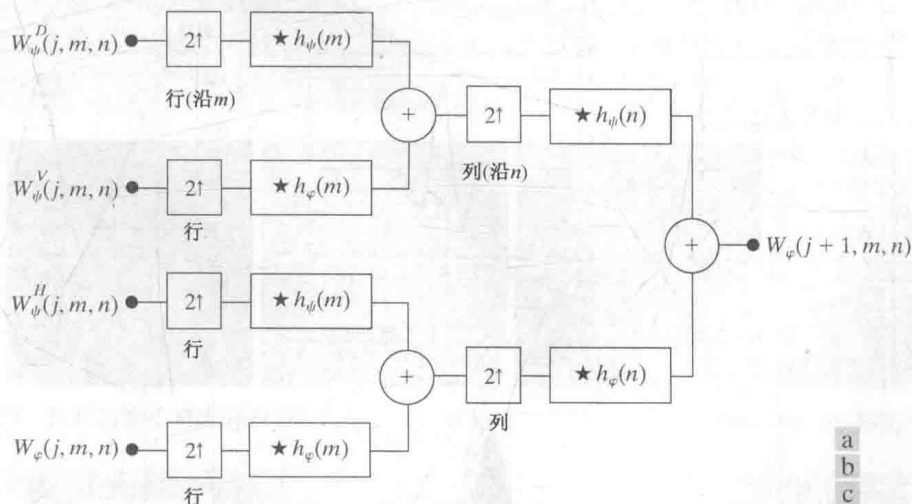 W_ψ^D(j, m, n) 2↑ ★ h_ψ(m)
行(沿m)
+ 2↑ ★ h_ψ(n)
列(沿n)
W_ψ^V(j, m, n) 2↑ ★ h_φ(m)
行
+ W_φ(j + 1, m, n)
W_ψ^H(j, m, n) 2↑ ★ h_ψ(m)
行
+ 2↑ ★ h_φ(n)
列
W_φ(j, m, n) 2↑ ★ h_φ(m)
行
a
b
c